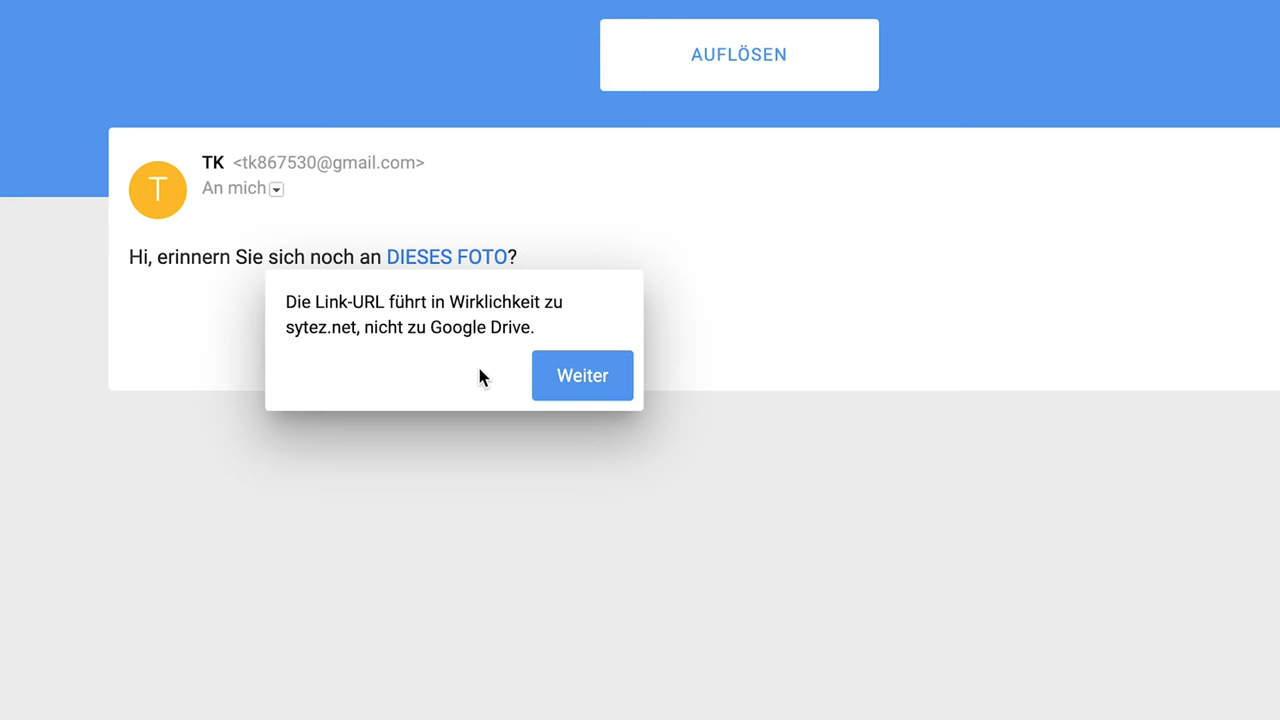 AUFLÖSEN
TK <tk867530@gmail.com>
T
An mich
Hi, erinnern Sie sich noch an DIESES FOTO?
Die Link-URL führt in Wirklichkeit zu
sytez.net, nicht zu Google Drive.
Weiter